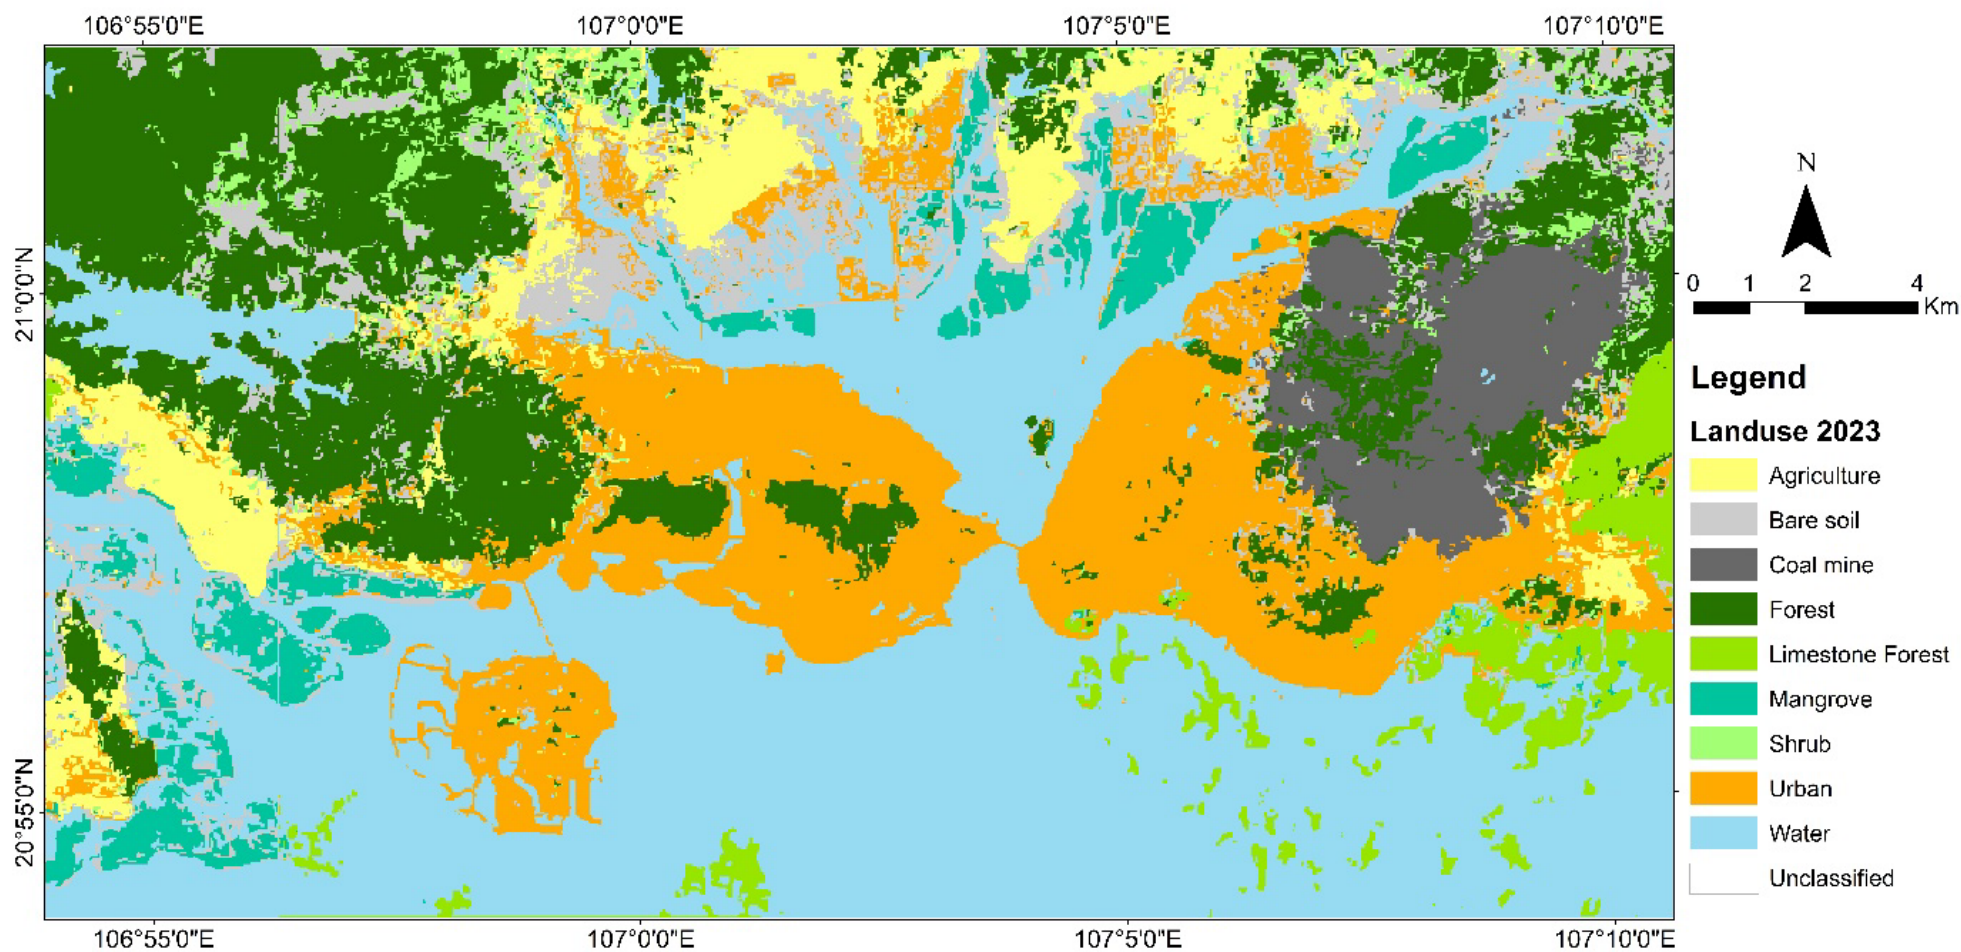 106°55'0"E 107°0'0"E 107°5'0"E 107°10'0"E
21°0'0"N
20°55'0"N
N
0 1 2 4
Km
Legend
Landuse 2023
Agriculture
Bare soil
Coal mine
Forest
Limestone Forest
Mangrove
Shrub
Urban
Water
Unclassified
106°55'0"E 107°0'0"E 107°5'0"E 107°10'0"E